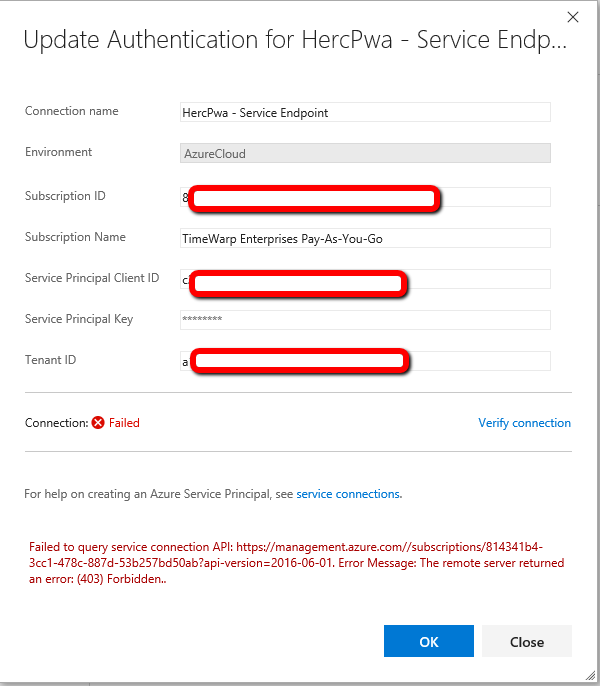 Update Authentication for HercPwa - Service Endp...
Connection name
HercPwa - Service Endpoint
Environment
AzureCloud
Subscription ID
8
Subscription Name
TimeWarp Enterprises Pay-As-You-Go
Service Principal Client ID
c
Service Principal Key
********
Tenant ID
a
Connection: Failed
Verify connection
For help on creating an Azure Service Principal, see service connections.
Failed to query service connection API: https://management.azure.com//subscriptions/814341b4-
3cc1-478c-887d-53b257bd50ab?api-version=2016-06-01. Error Message: The remote server returned
an error: (403) Forbidden..
OK
Close